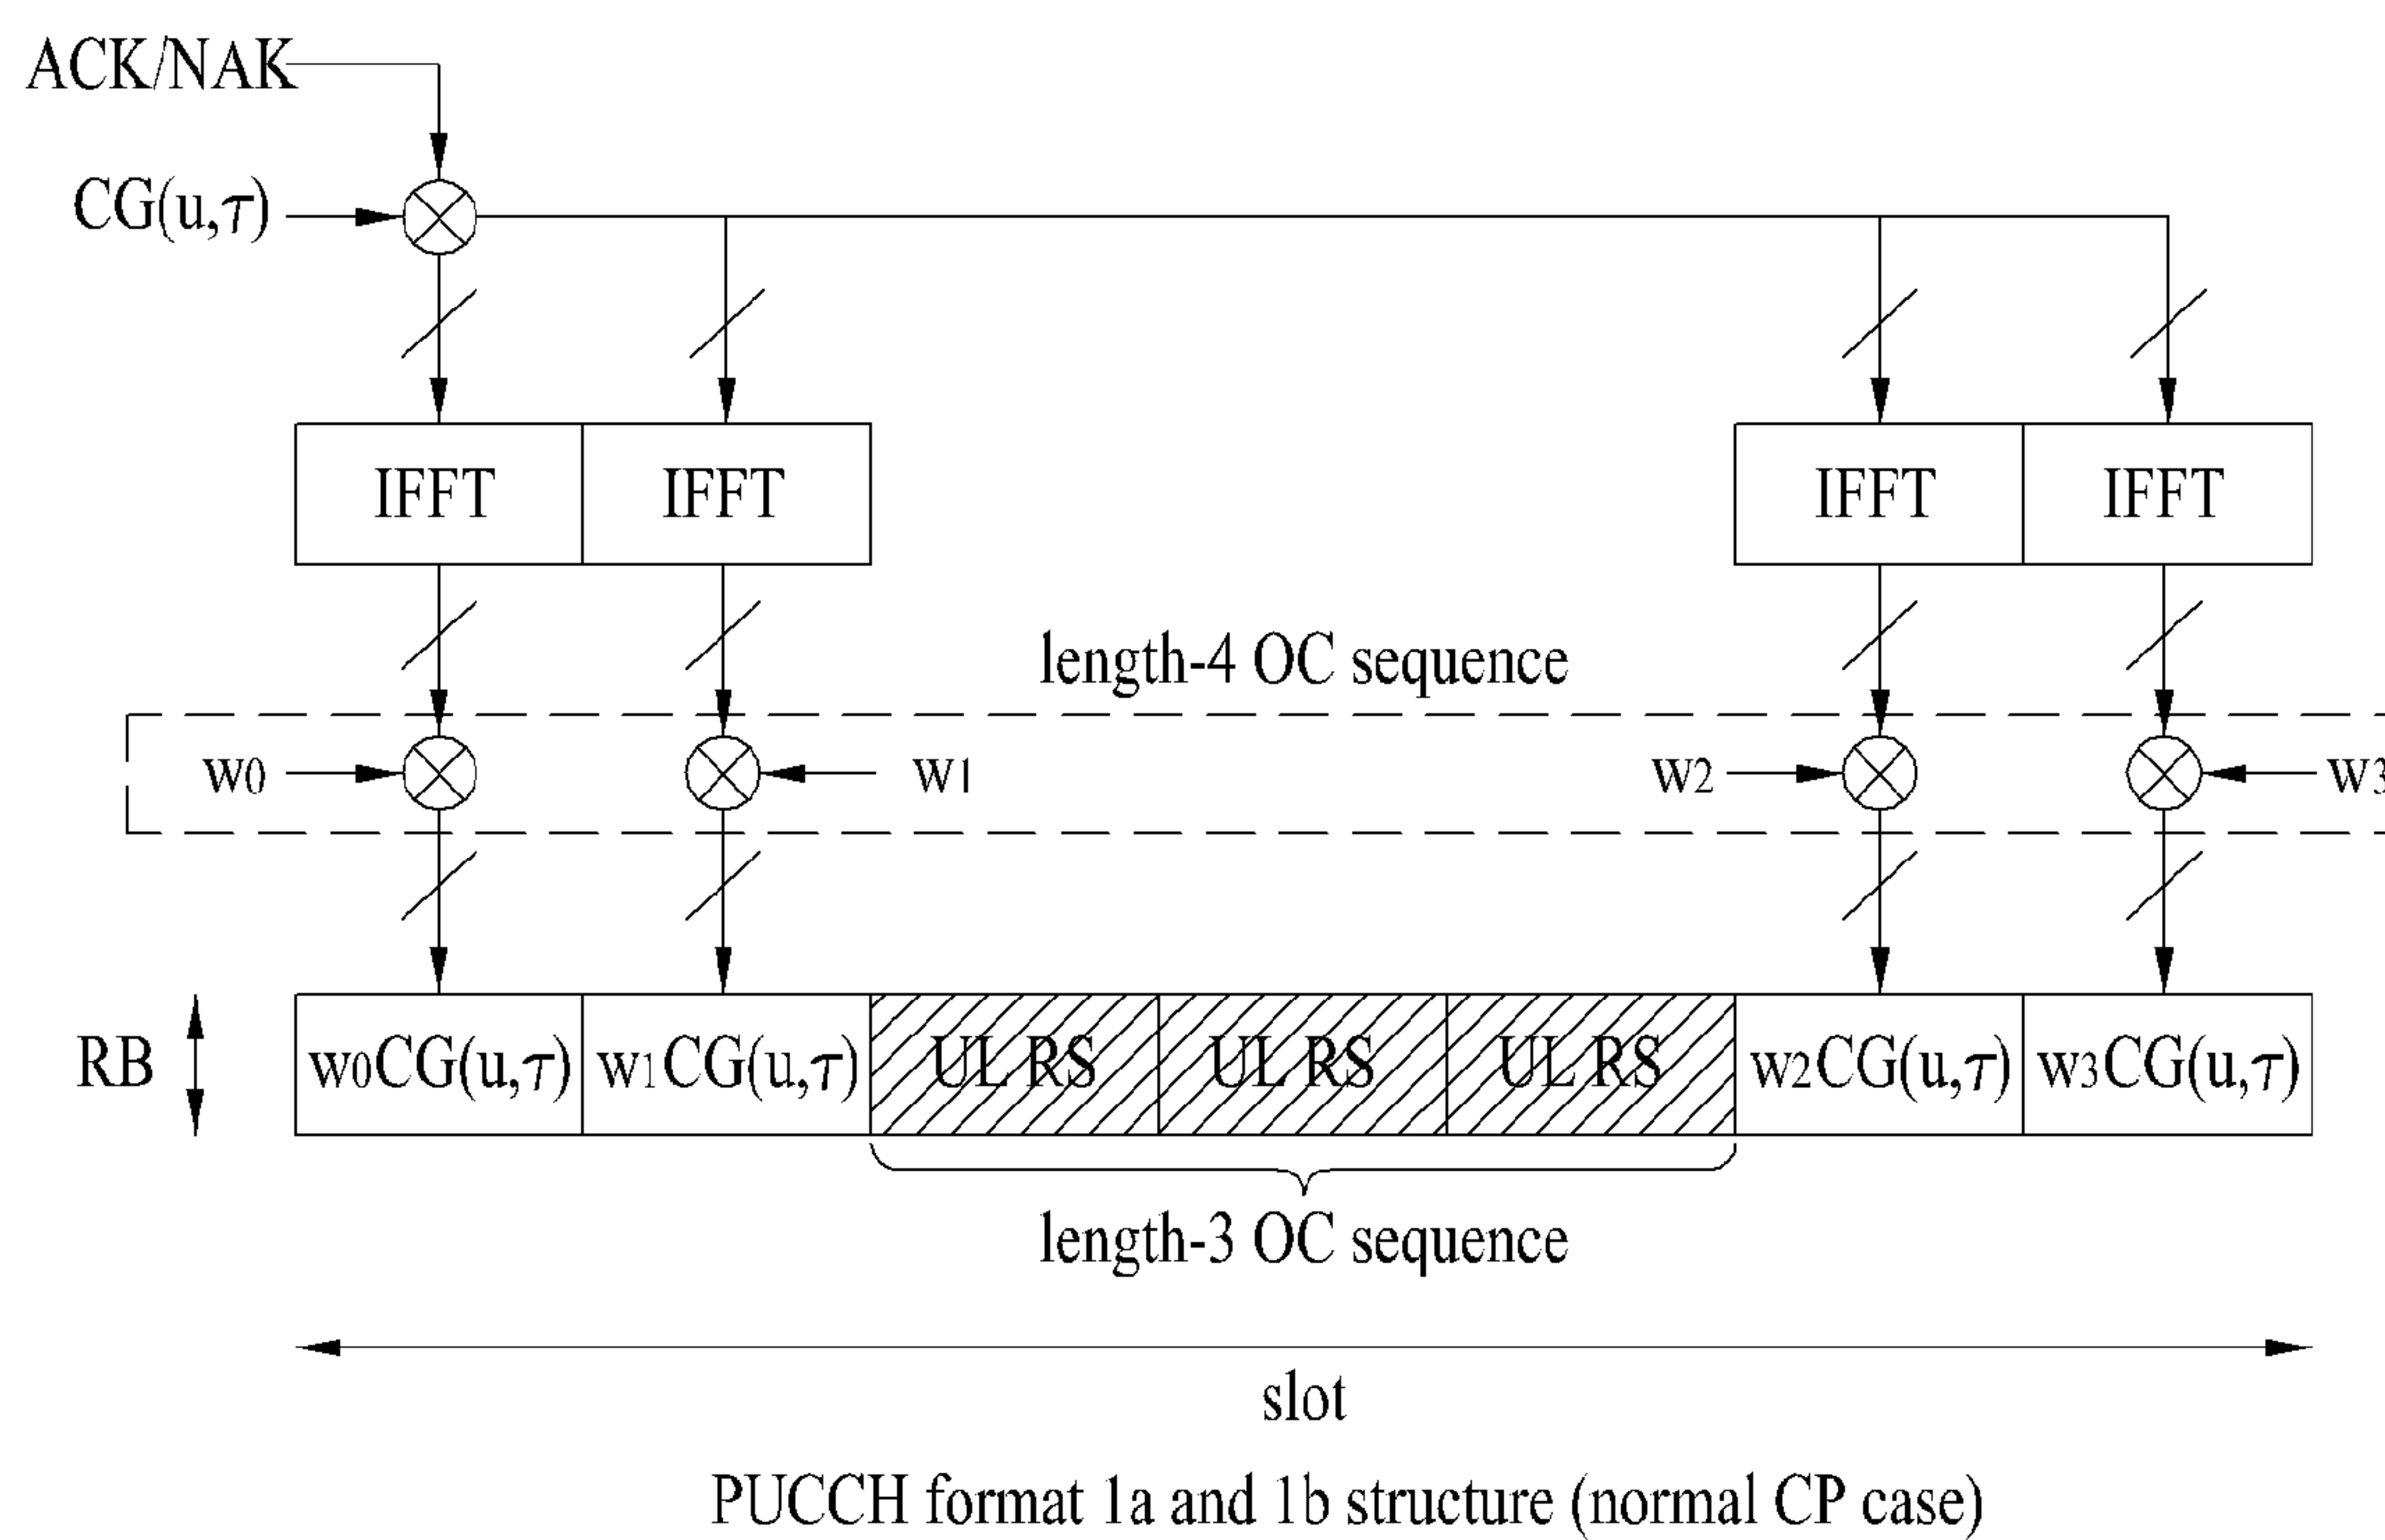 ACK/NAK
CG(u,τ)
IFFT IFFT IFFT IFFT
length-4 OC sequence
w0 w1 w2 w3
RB w0CG(u,τ) w1CG(u,τ) UL RS UL RS UL RS w2CG(u,τ) w3CG(u,τ)
length-3 OC sequence
slot
PUCCH format 1a and 1b structure (normal CP case)